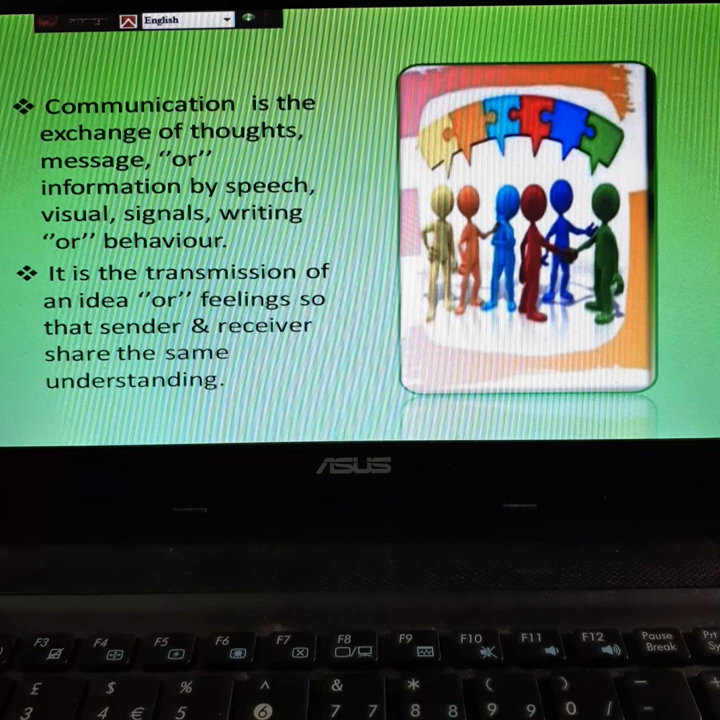 English
❖ Communication is the
exchange of thoughts,
message, ‘’or’’
information by speech,
visual, signals, writing
‘’or’’ behaviour.
❖ It is the transmission of
an idea ‘’or’’ feelings so
that sender & receiver
share the same
understanding.
ASUS
F3 F4 F5 F6 F7 F8 F9 F10 F11 F12 Pause
Break
£ $ % ^ & * ( ) _
3 4 € 5 6 7 7 8 8 9 9 0 / -